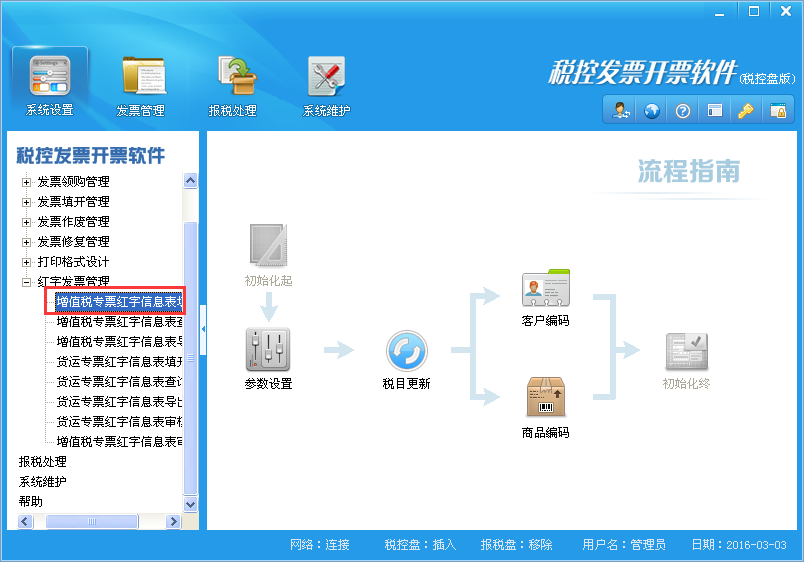 税控发票开票软件(税控盘版)
系统设置
发票管理
报税处理
系统维护
税控发票开票软件
发票领购管理
发票填开管理
发票作废管理
发票修复管理
打印格式设计
红字发票管理
增值税专票红字信息表
增值税专票红字信息表
增值税专票红字信息表
货运专票红字信息表填
货运专票红字信息表查
货运专票红字信息表导
货运专票红字信息表审
增值税专票红字信息表
报税处理
系统维护
帮助
流程指南
初始化起
参数设置
税目更新
客户编码
商品编码
初始化终
网络：连接
税控盘：插入
报税盘：移除
用户名：管理员
日期：2016-03-03